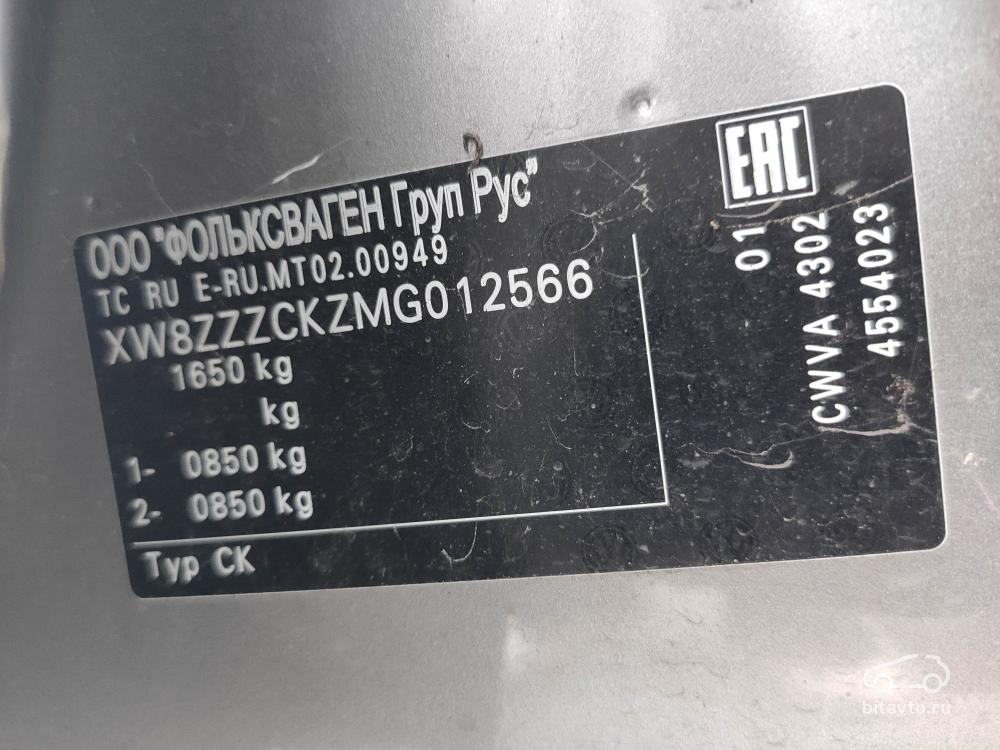 ООО "ФОЛЬКСВАГЕН Груп Рус"
TC RU E-RU.MT02.00949
XW8ZZZCKZMG012566
1650 kg
kg
1- 0850 kg
2- 0850 kg
Typ CK
EAC
01
CWVA 4302
4554023
bitavto.ru